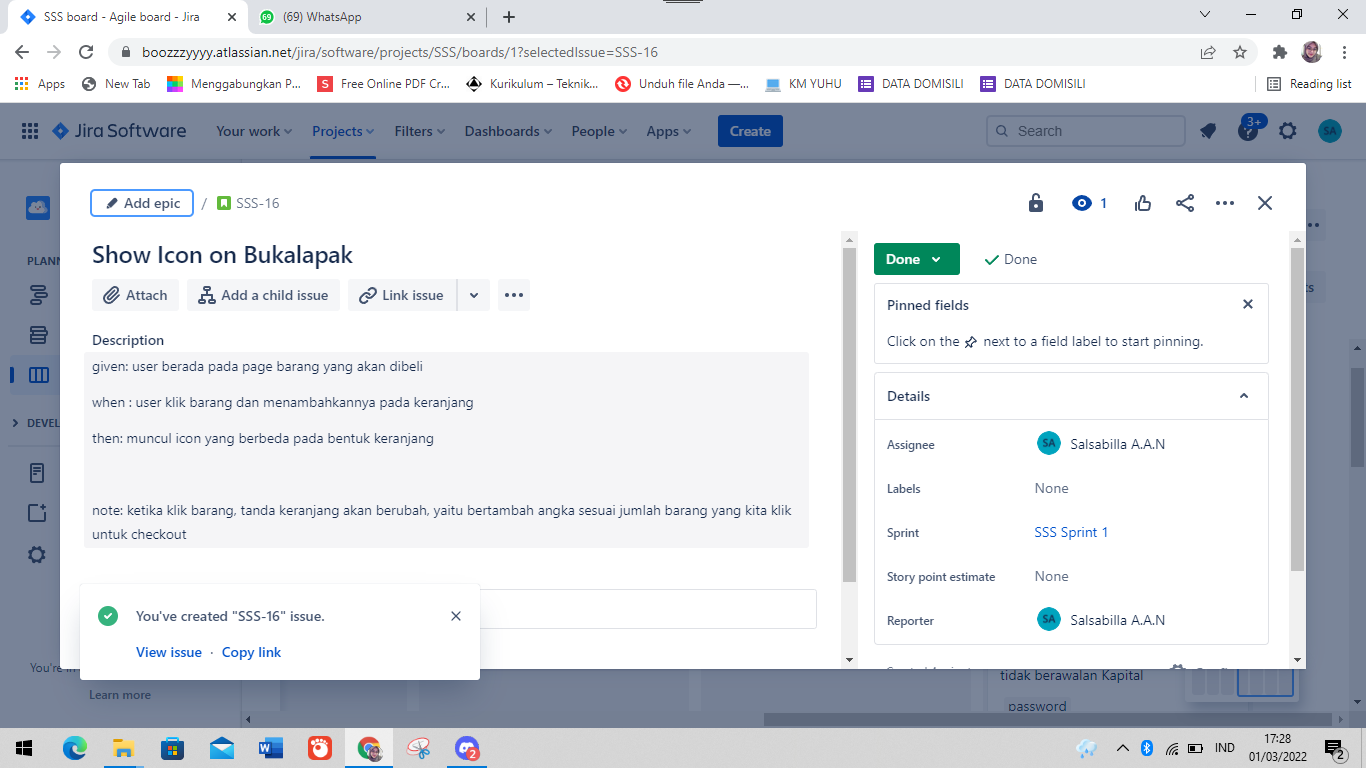 SSS board - Agile board - Jira
(69) WhatsApp
boozzzyyyy.atlassian.net/jira/software/projects/SSS/boards/1?selectedIssue=SSS-16
Apps
New Tab
Menggabungkan P...
Free Online PDF Cr...
Kurikulum – Teknik...
Unduh file Anda —...
KM YUHU
DATA DOMISILI
DATA DOMISILI
Reading list
Jira Software
Your work
Projects
Filters
Dashboards
People
Apps
Create
Search
3+
SA
PLANN
DEVEL
Add epic
/
SSS-16
1
Show Icon on Bukalapak
Attach
Add a child issue
Link issue
Description
given: user berada pada page barang yang akan dibeli
when : user klik barang dan menambahkannya pada keranjang
then: muncul icon yang berbeda pada bentuk keranjang
note: ketika klik barang, tanda keranjang akan berubah, yaitu bertambah angka sesuai jumlah barang yang kita klik
untuk checkout
Done
Done
Pinned fields
Click on the next to a field label to start pinning.
Details
Assignee
SA
Salsabilla A.A.N
Labels
None
Sprint
SSS Sprint 1
Story point estimate
None
Reporter
SA
Salsabilla A.A.N
You've created "SSS-16" issue.
View issue · Copy link
You're in
Learn more
tidak berawalan Kapital
password
IND
17:28
01/03/2022
2